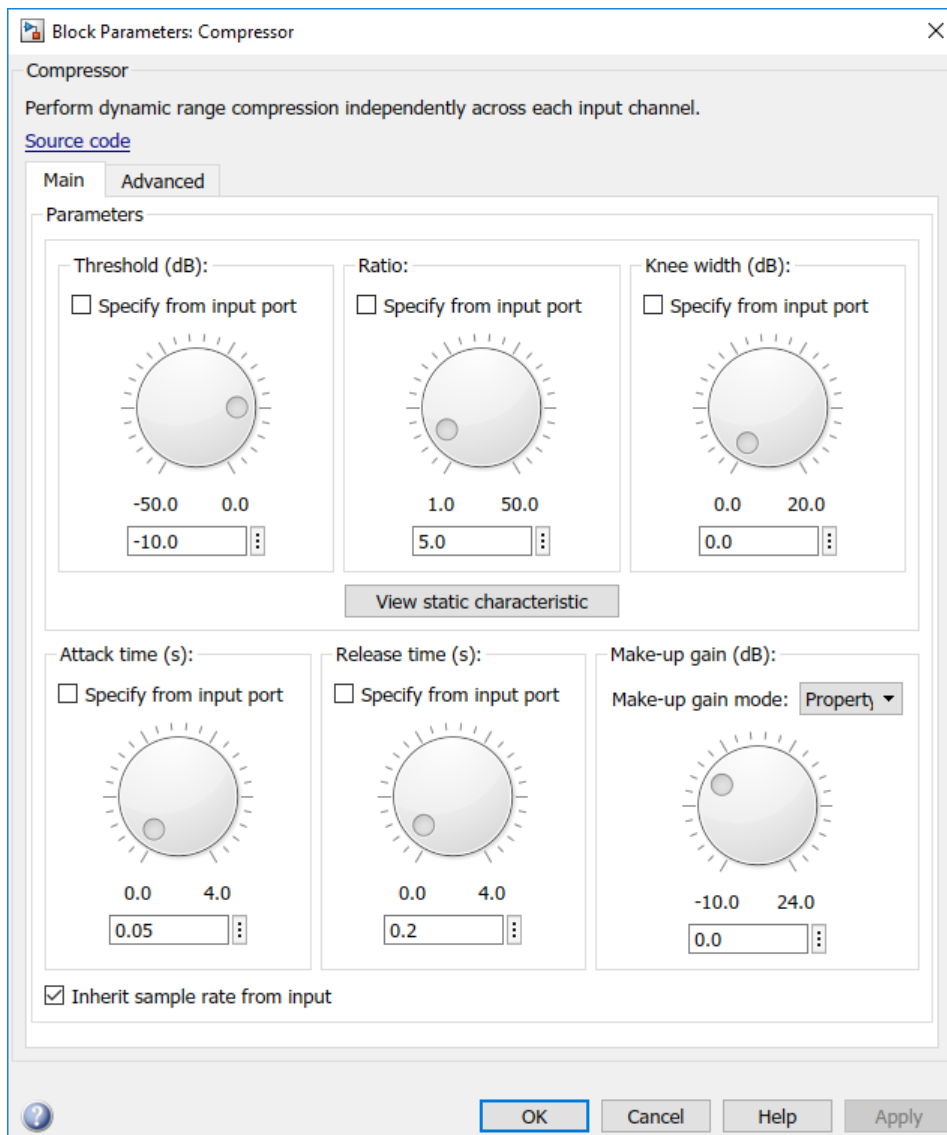 Block Parameters: Compressor
Compressor
Perform dynamic range compression independently across each input channel.
Source code
Main Advanced
Parameters
Threshold (dB): Ratio: Knee width (dB):
Specify from input port Specify from input port Specify from input port
-50.0 0.0 1.0 50.0 0.0 20.0
-10.0 5.0 0.0
View static characteristic
Attack time (s): Release time (s): Make-up gain (dB):
Specify from input port Specify from input port Make-up gain mode: Property
0.0 4.0 0.0 4.0 -10.0 24.0
0.05 0.2 0.0
Inherit sample rate from input
OK Cancel Help Apply